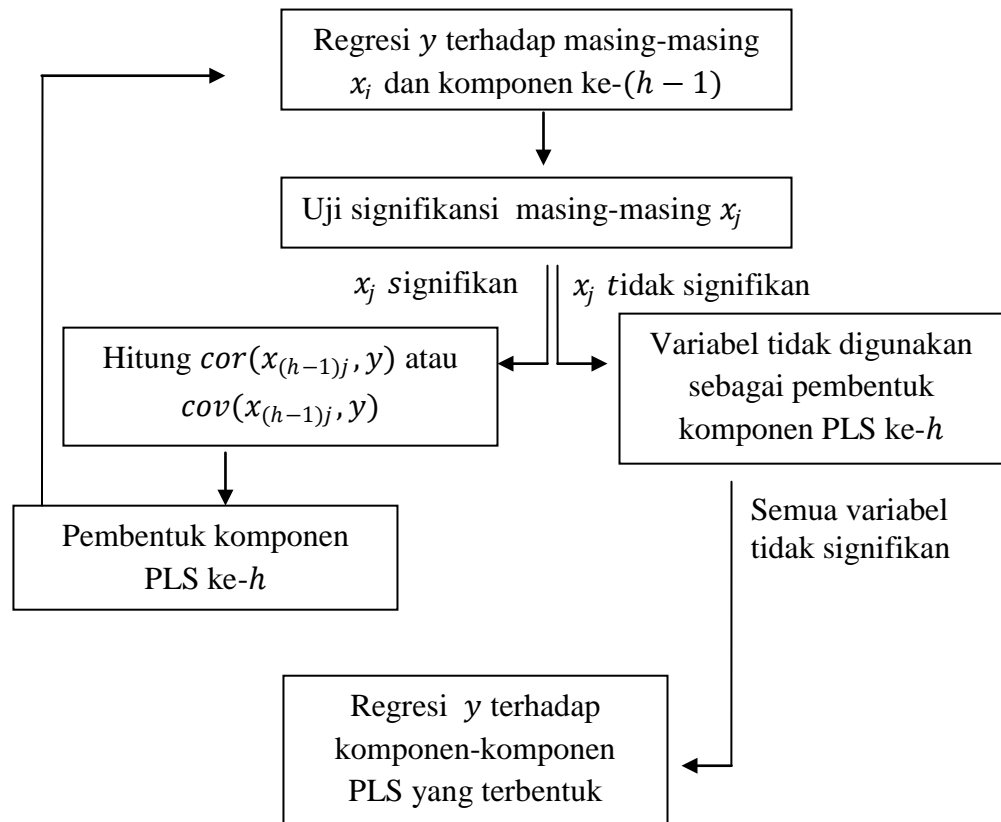 Regresi y terhadap masing-masing
x_j dan komponen ke-(h − 1)
Uji signifikansi masing-masing x_j
x_j signifikan
x_j tidak signifikan
Hitung cor(x_(h−1)j, y) atau
cov(x_(h−1)j, y)
Variabel tidak digunakan
sebagai pembentuk
komponen PLS ke-h
Pembentuk komponen
PLS ke-h
Semua variabel
tidak signifikan
Regresi y terhadap
komponen-komponen
PLS yang terbentuk